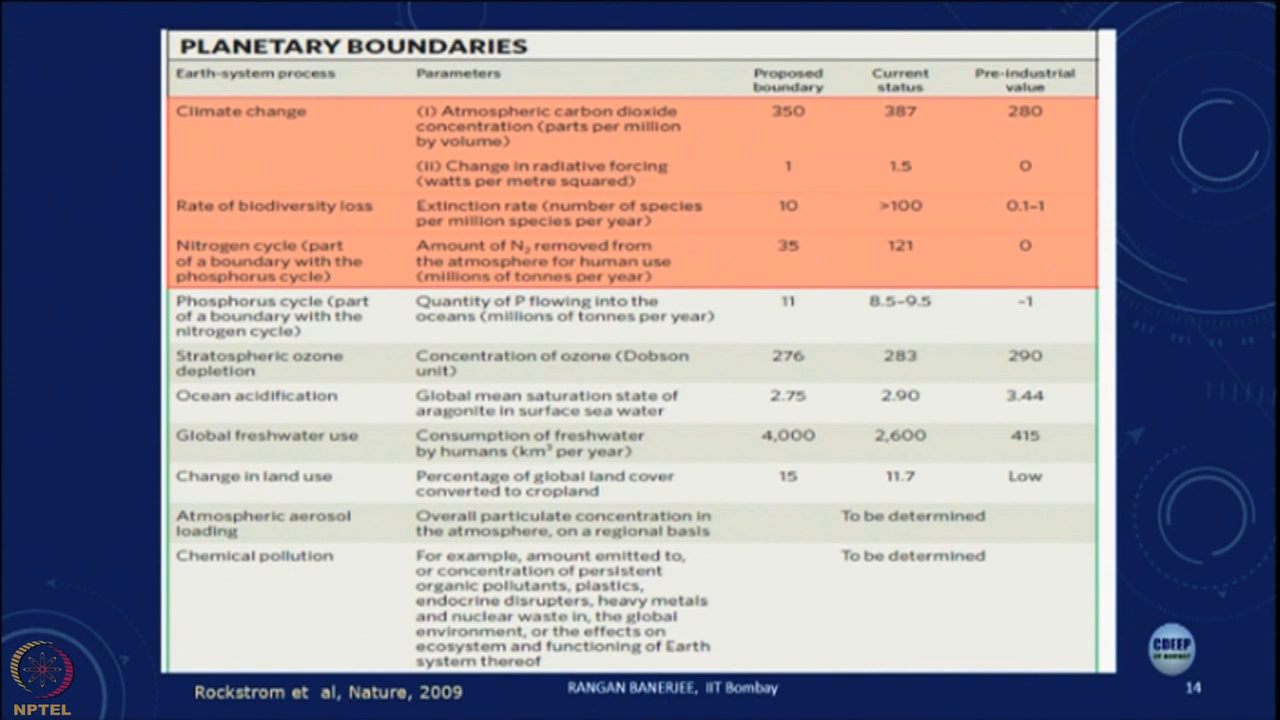 PLANETARY BOUNDARIES
Earth-system process Parameters Proposed boundary Current status Pre-industrial value
Climate change (i) Atmospheric carbon dioxide 350 387 280
concentration (parts per million
by volume)
(ii) Change in radiative forcing 1 1.5 0
(watts per metre squared)
Rate of biodiversity loss Extinction rate (number of species 10 >100 0.1–1
per million species per year)
Nitrogen cycle (part Amount of N₂ removed from 35 121 0
of a boundary with the the atmosphere for human use
phosphorus cycle) (millions of tonnes per year)
Phosphorus cycle (part Quantity of P flowing into the 11 8.5–9.5 ~1
of a boundary with the oceans (millions of tonnes per year)
nitrogen cycle)
Stratospheric ozone Concentration of ozone (Dobson 276 283 290
depletion unit)
Ocean acidification Global mean saturation state of 2.75 2.90 3.44
aragonite in surface sea water
Global freshwater use Consumption of freshwater 4,000 2,600 415
by humans (km³ per year)
Change in land use Percentage of global land cover 15 11.7 Low
converted to cropland
Atmospheric aerosol Overall particulate concentration in To be determined
loading the atmosphere, on a regional basis
Chemical pollution For example, amount emitted to, To be determined
or concentration of persistent
organic pollutants, plastics,
endocrine disrupters, heavy metals
and nuclear waste in, the global
environment, or the effects on
ecosystem and functioning of Earth
system thereof
Rockstrom et al, Nature, 2009 RANGAN BANERJEE, IIT Bombay 14
NPTEL
CDEEP
IIT BOMBAY